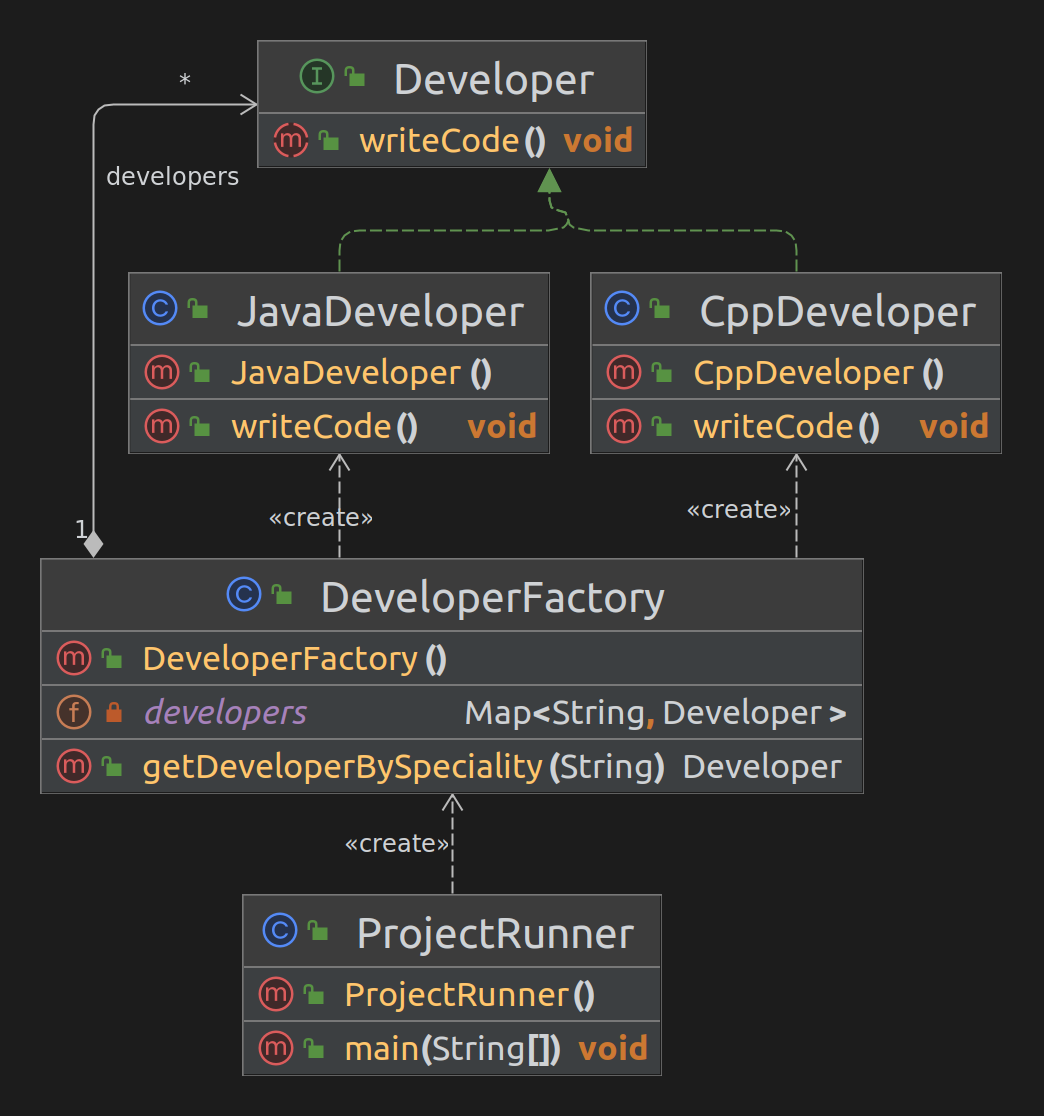 *
I Developer
m writeCode() void
developers
C JavaDeveloper
m JavaDeveloper()
m writeCode() void
C CppDeveloper
m CppDeveloper()
m writeCode() void
«create»
«create»
1
C DeveloperFactory
m DeveloperFactory()
f developers Map<String, Developer>
m getDeveloperBySpeciality(String) Developer
«create»
C ProjectRunner
m ProjectRunner()
m main(String[]) void